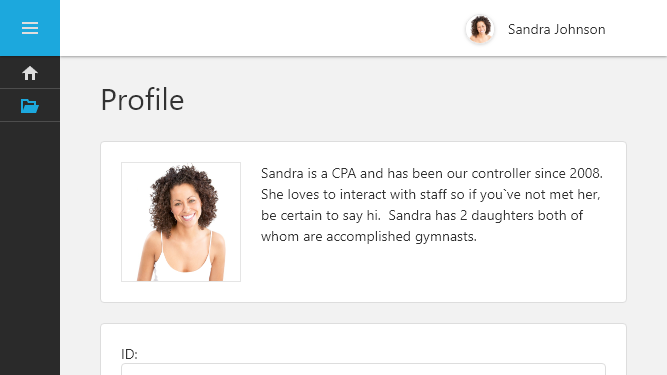 Sandra Johnson
Profile
Sandra is a CPA and has been our controller since 2008.
She loves to interact with staff so if you`ve not met her,
be certain to say hi.  Sandra has 2 daughters both of
whom are accomplished gymnasts.
ID: